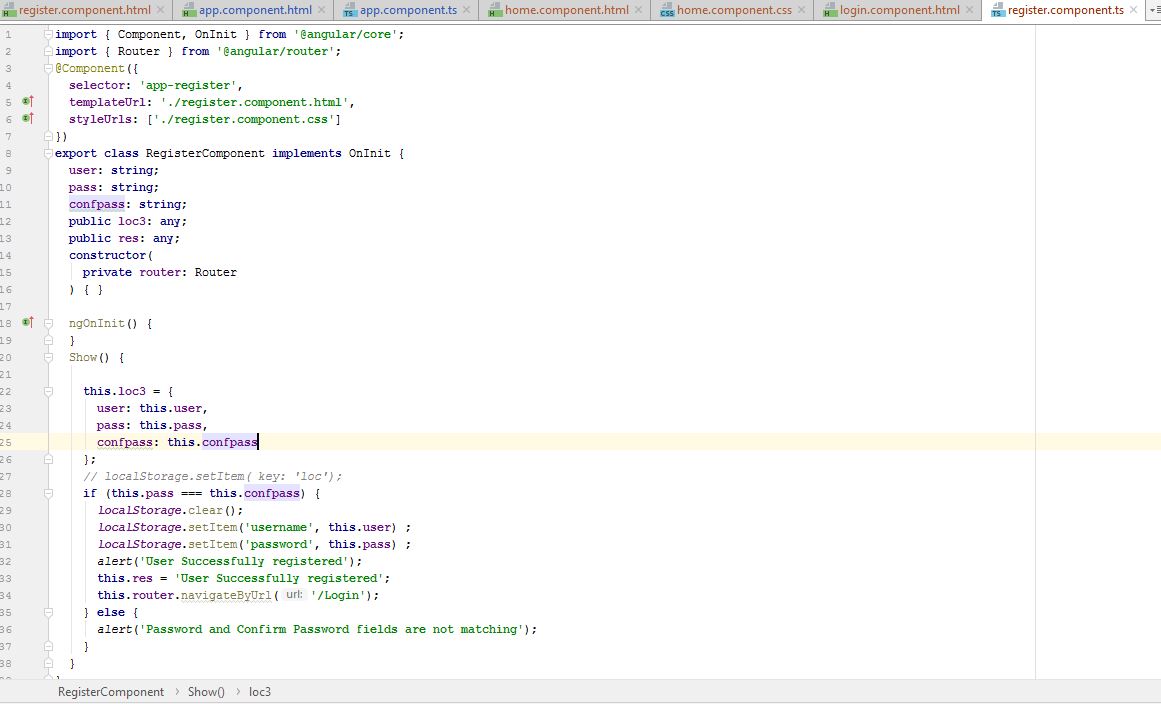 register.component.html app.component.html app.component.ts home.component.html home.component.css login.component.html register.component.ts
1 import { Component, OnInit } from '@angular/core';
2 import { Router } from '@angular/router';
3 @Component({
4 selector: 'app-register',
5 templateUrl: './register.component.html',
6 styleUrls: ['./register.component.css']
7 })
8 export class RegisterComponent implements OnInit {
9 user: string;
10 pass: string;
11 confpass: string;
12 public loc3: any;
13 public res: any;
14 constructor(
15 private router: Router
16 ) { }
17
18 ngOnInit() {
19 }
20 Show() {
21
22 this.loc3 = {
23 user: this.user,
24 pass: this.pass,
25 confpass: this.confpass
26 };
27 // localStorage.setItem( key: 'loc');
28 if (this.pass === this.confpass) {
29 localStorage.clear();
30 localStorage.setItem('username', this.user) ;
31 localStorage.setItem('password', this.pass) ;
32 alert('User Successfully registered');
33 this.res = 'User Successfully registered';
34 this.router.navigateByUrl( url: '/Login');
35 } else {
36 alert('Password and Confirm Password fields are not matching');
37 }
38 }
RegisterComponent › Show() › loc3